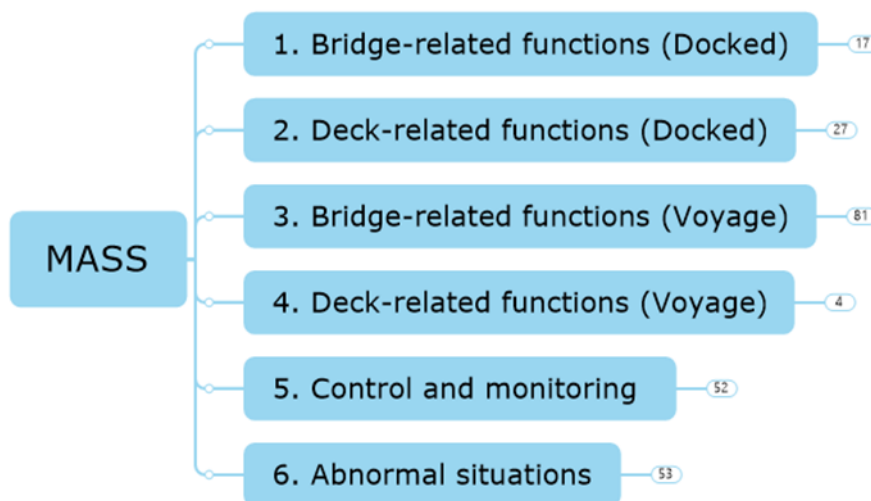 MASS
1. Bridge-related functions (Docked)
17
2. Deck-related functions (Docked)
27
3. Bridge-related functions (Voyage)
81
4. Deck-related functions (Voyage)
4
5. Control and monitoring
52
6. Abnormal situations
53